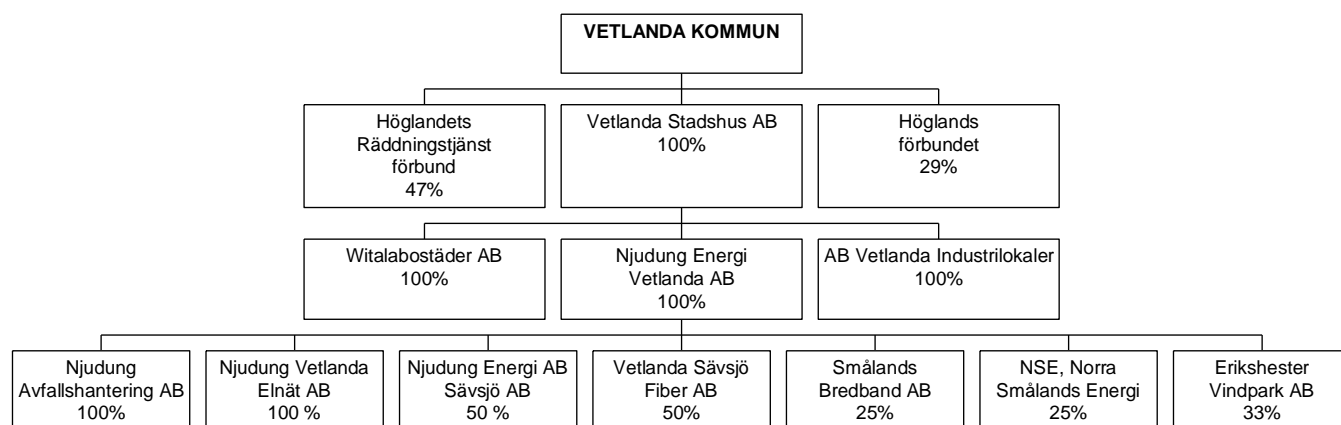 VETLANDA KOMMUN
Höglandets
Räddningstjänst
förbund
47%
Vetlanda Stadshus AB
100%
Höglands
förbundet
29%
Witalabostäder AB
100%
Njudung Energi
Vetlanda AB
100%
AB Vetlanda Industrilokaler
100%
Njudung
Avfallshantering AB
100%
Njudung Vetlanda
Elnät AB
100 %
Njudung Energi AB
Sävsjö AB
50 %
Vetlanda Sävsjö
Fiber AB
50%
Smålands
Bredband AB
25%
NSE, Norra
Smålands Energi
25%
Erikshester
Vindpark AB
33%